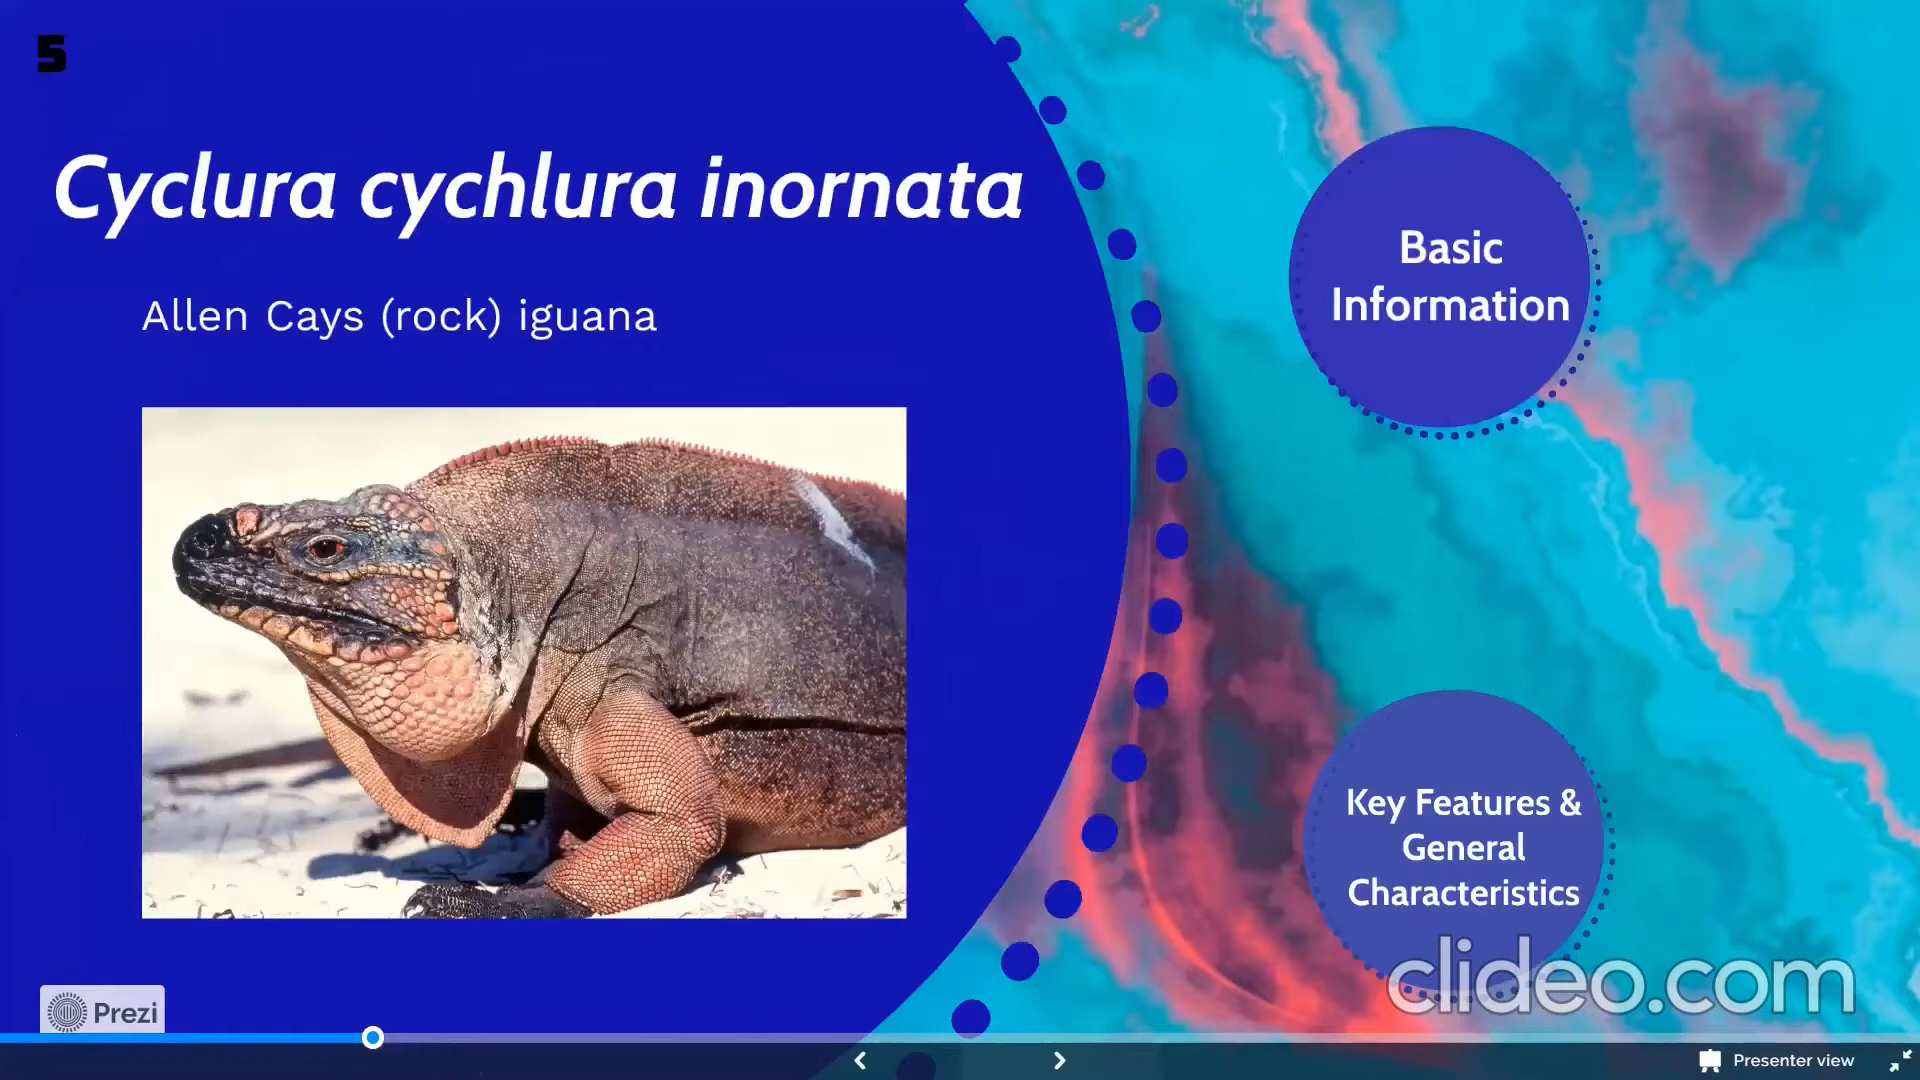 5
Cyclura cychlura inornata
Allen Cays (rock) iguana
Basic
Information
Key Features &
General
Characteristics
clideo.com
Prezi
Presenter view